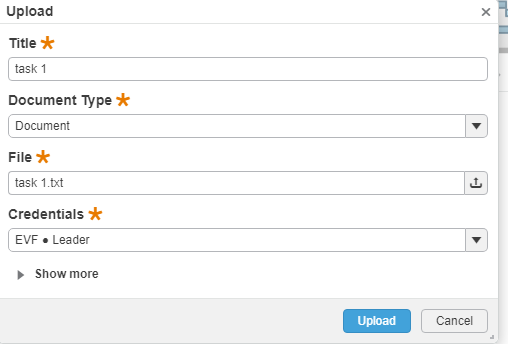 Upload
Title
task 1
Document Type
Document
File
task 1.txt
Credentials
EVF ● Leader
Show more
Upload Cancel